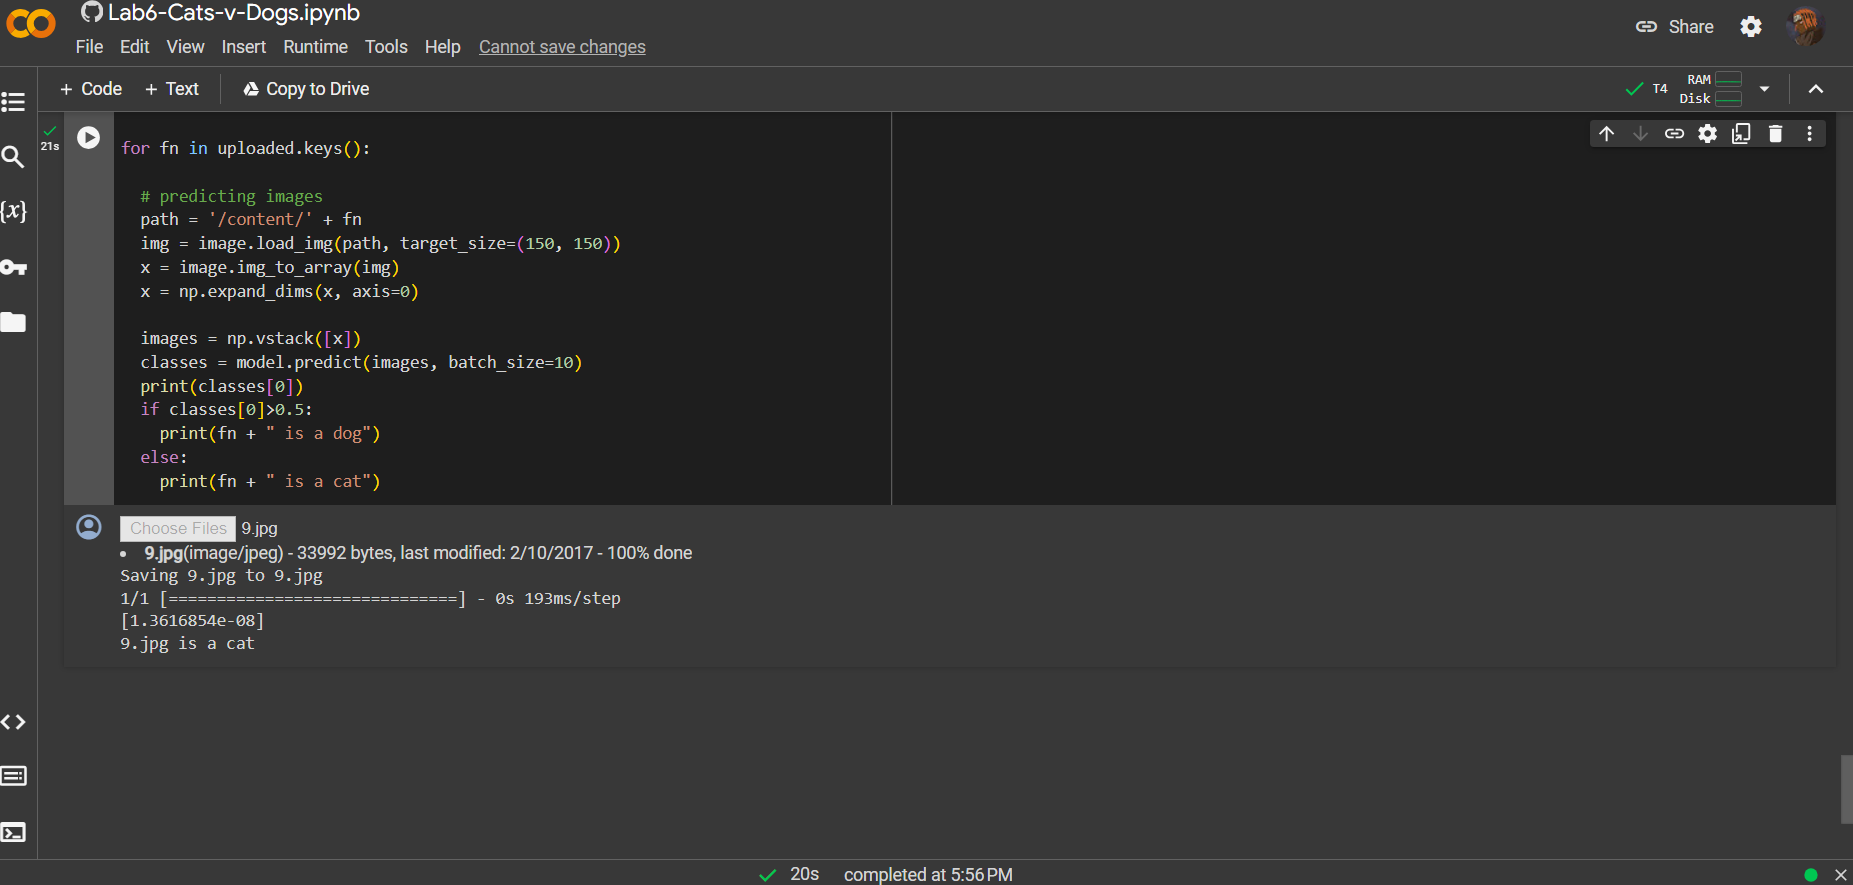 Lab6-Cats-v-Dogs.ipynb
File Edit View Insert Runtime Tools Help Cannot save changes
Share
+ Code + Text Copy to Drive
T4 RAM
Disk
21s
for fn in uploaded.keys():
# predicting images
path = '/content/' + fn
img = image.load_img(path, target_size=(150, 150))
x = image.img_to_array(img)
x = np.expand_dims(x, axis=0)
images = np.vstack([x])
classes = model.predict(images, batch_size=10)
print(classes[0])
if classes[0]>0.5:
print(fn + " is a dog")
else:
print(fn + " is a cat")
Choose Files 9.jpg
• 9.jpg(image/jpeg) - 33992 bytes, last modified: 2/10/2017 - 100% done
Saving 9.jpg to 9.jpg
1/1 [==============================] - 0s 193ms/step
[1.3616854e-08]
9.jpg is a cat
20s completed at 5:56 PM